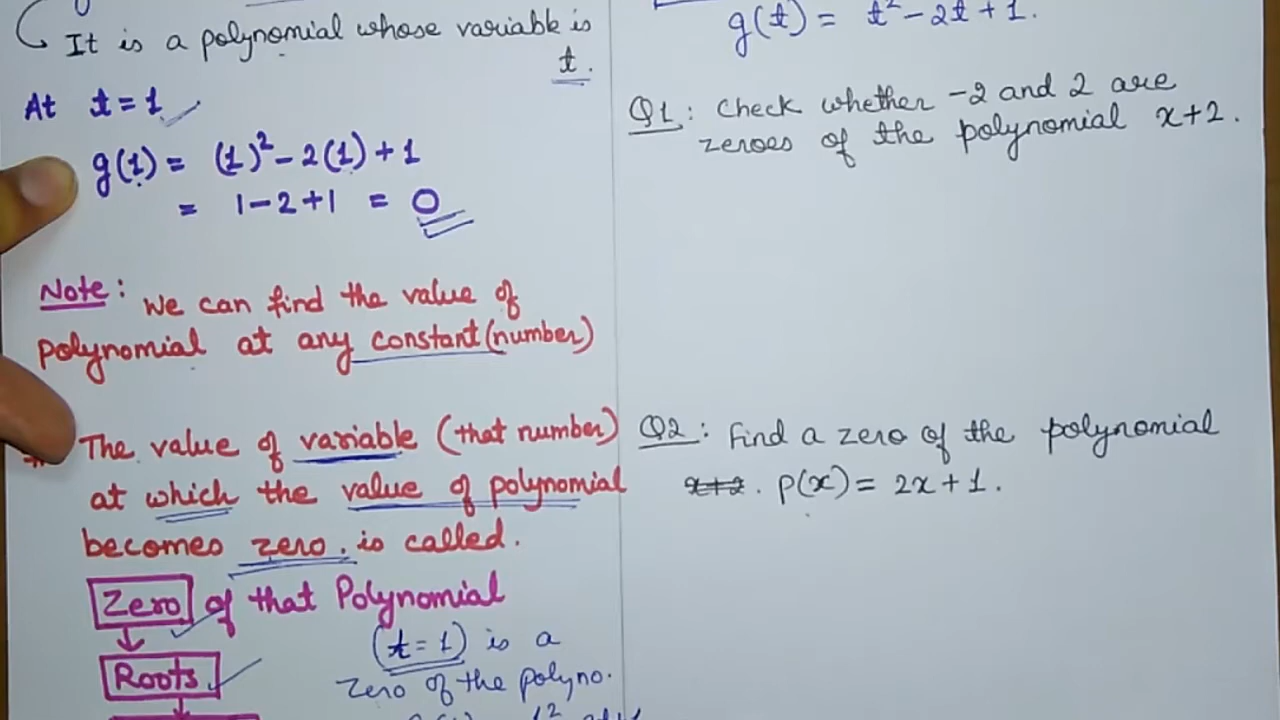 It is a polynomial whose variable is
t.
At t = 1
g(1) = (1)² - 2(1) + 1
= 1 - 2 + 1 = 0
Note: We can find the value of
polynomial at any constant (number)
The value of variable (that number)
at which the value of polynomial
becomes zero. is called.
Zero of that Polynomial
Roots
(t = 1) is a
zero of the polyno.
g(t) = t² - 2t + 1.
Q1: Check whether -2 and 2 are
zeroes of the polynomial x+2.
Q2: Find a zero of the polynomial
x+2. p(x) = 2x + 1.